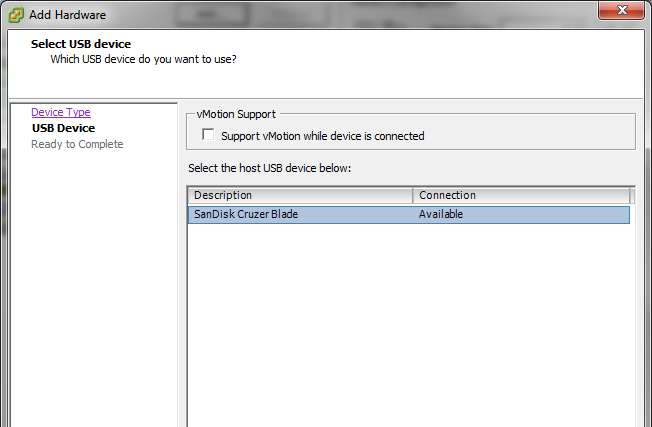 Add Hardware
Select USB device
Which USB device do you want to use?
Device Type
USB Device
Ready to Complete
vMotion Support
Support vMotion while device is connected
Select the host USB device below:
Description Connection
SanDisk Cruzer Blade Available